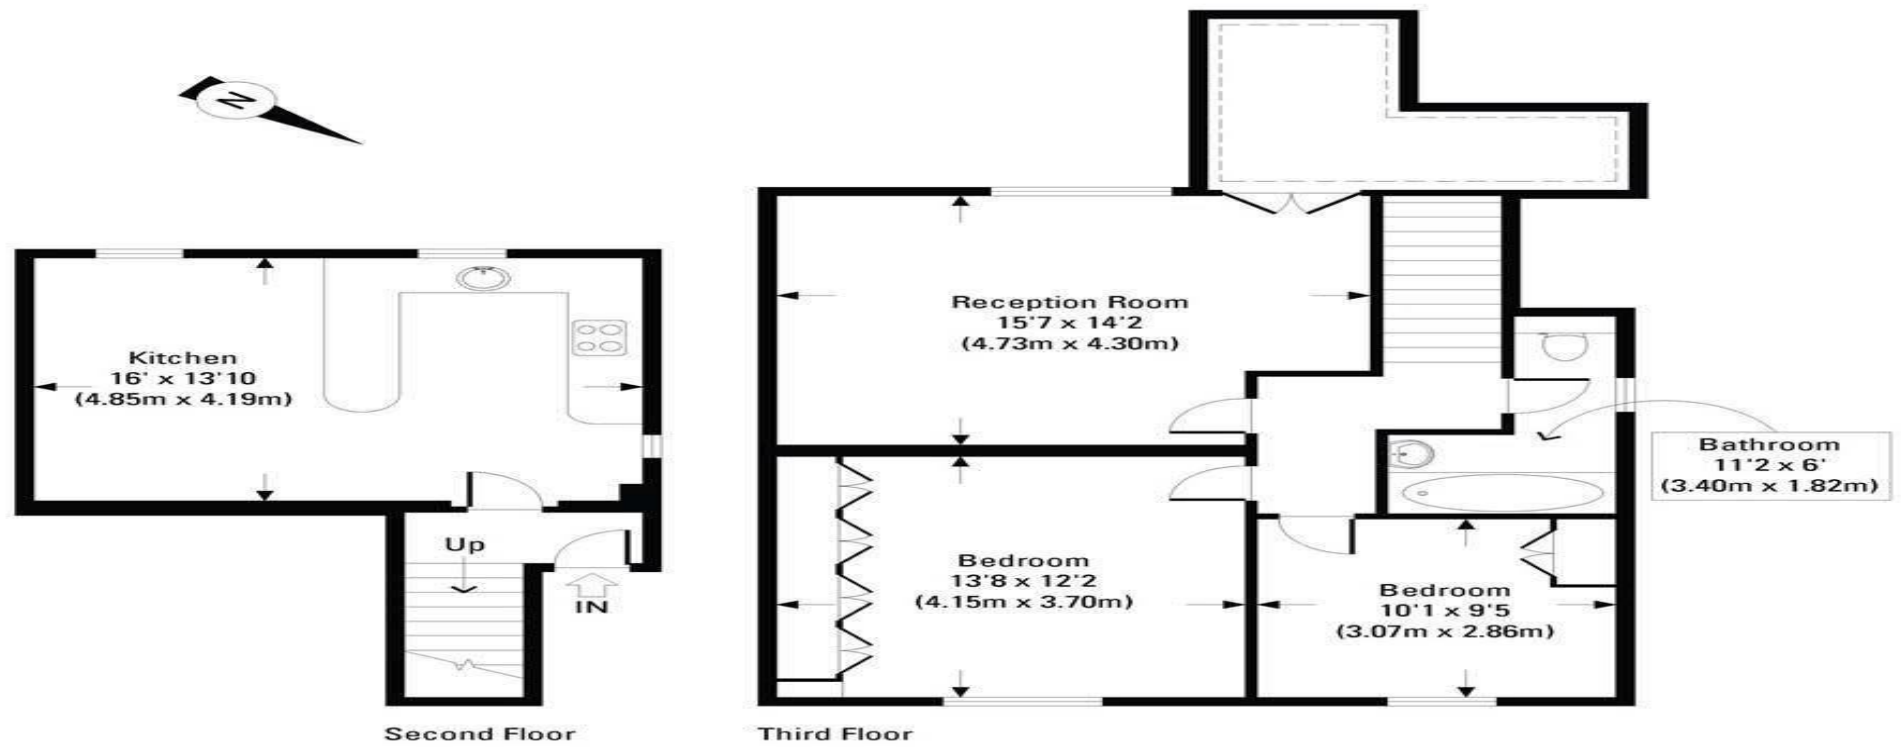 N
Kitchen
16' x 13'10
(4.85m x 4.19m)
Up
IN
Second Floor
Reception Room
15'7 x 14'2
(4.73m x 4.30m)
Bathroom
11'2 x 6'
(3.40m x 1.82m)
Bedroom
13'8 x 12'2
(4.15m x 3.70m)
Bedroom
10'1 x 9'5
(3.07m x 2.86m)
Third Floor